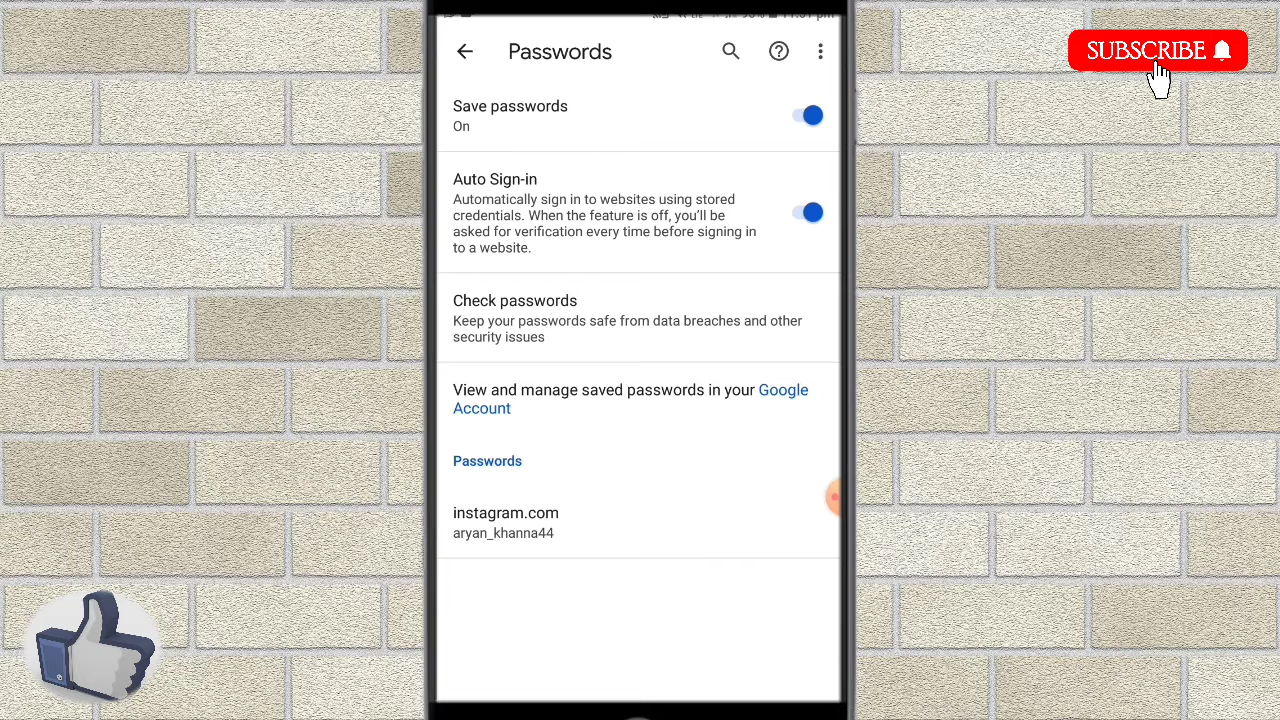 Passwords
SUBSCRIBE
Save passwords
On
Auto Sign-in
Automatically sign in to websites using stored
credentials. When the feature is off, you'll be
asked for verification every time before signing in
to a website.
Check passwords
Keep your passwords safe from data breaches and other
security issues
View and manage saved passwords in your Google
Account
Passwords
instagram.com
aryan_khanna44